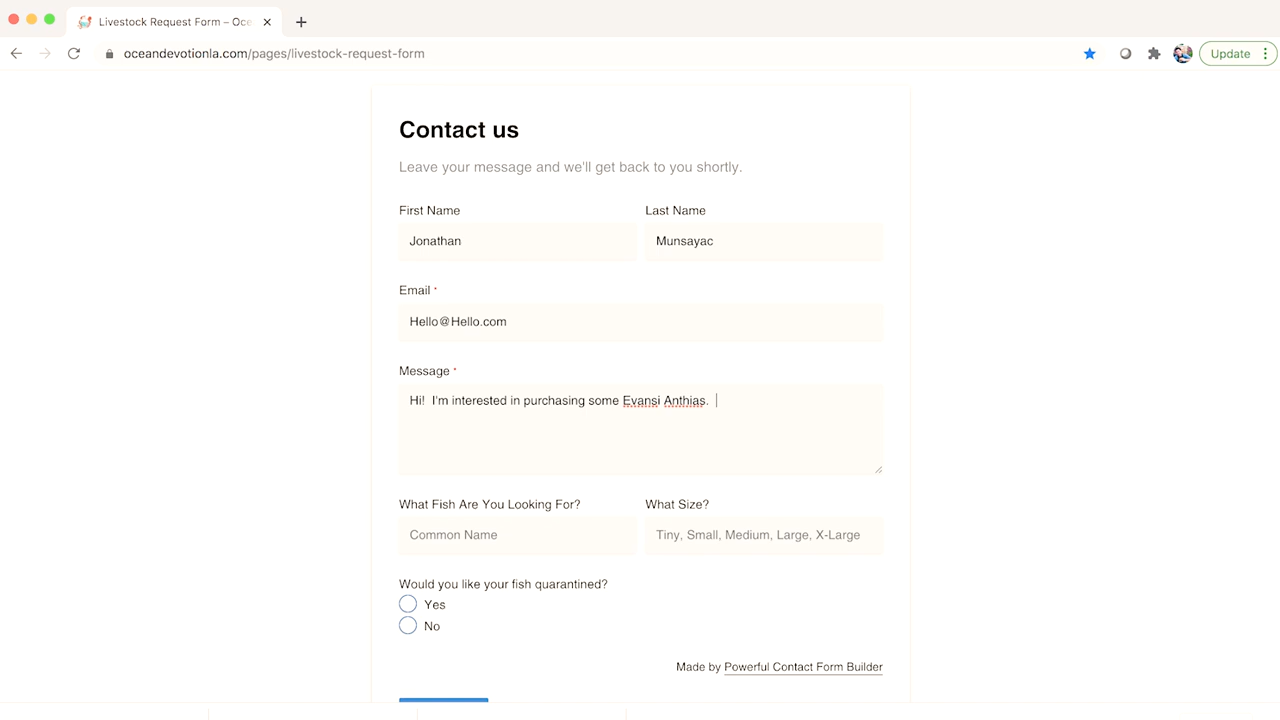 Livestock Request Form – Oce
oceandevotionla.com/pages/livestock-request-form
Update
Contact us
Leave your message and we'll get back to you shortly.
First Name
Last Name
Jonathan
Munsayac
Email *
Hello@Hello.com
Message *
Hi!  I'm interested in purchasing some Evansi Anthias.
What Fish Are You Looking For?
What Size?
Common Name
Tiny, Small, Medium, Large, X-Large
Would you like your fish quarantined?
Yes
No
Made by Powerful Contact Form Builder